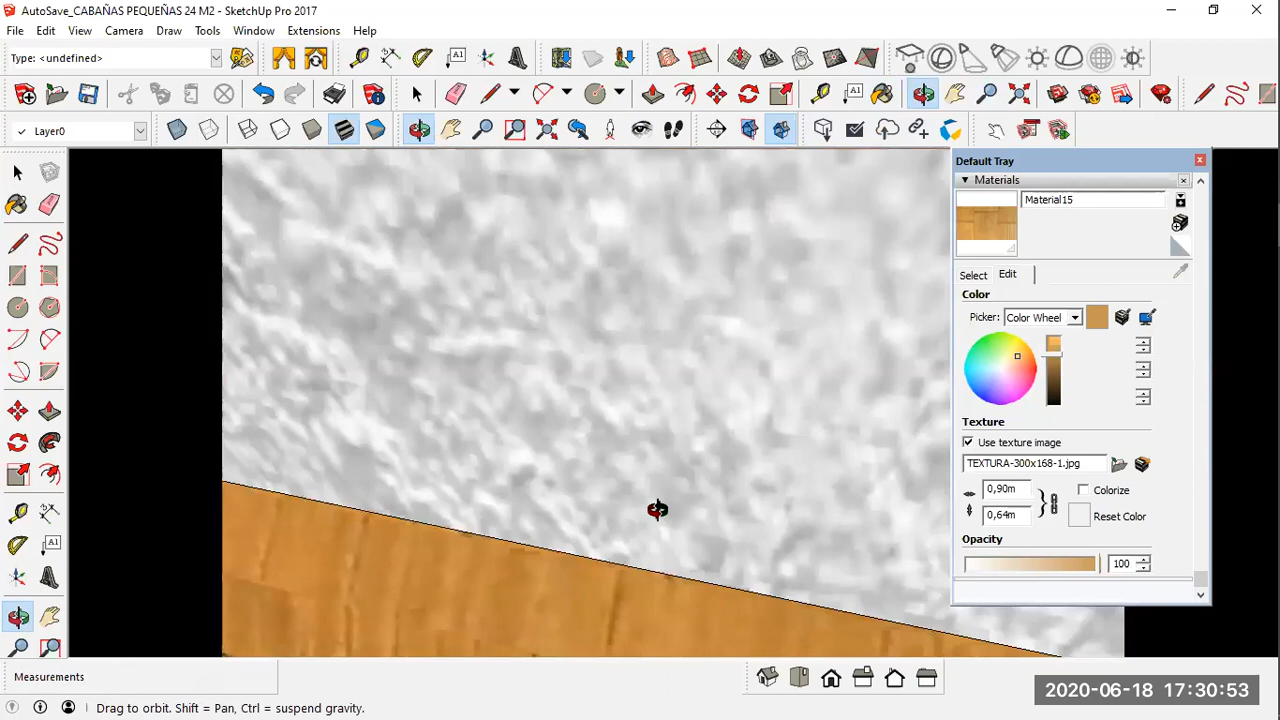 AutoSave_CABAÑAS PEQUEÑAS 24 M2 - SketchUp Pro 2017
File Edit View Camera Draw Tools Window Extensions Help
Type: <undefined>
A1
A1
Layer0
Default Tray
Materials
Material15
Select Edit
Color
Picker: Color Wheel
Texture
Use texture image
TEXTURA-300x168-1.jpg
0,90m Colorize
0,64m Reset Color
Opacity
100
A1
Measurements
2020-06-18 17:30:53
Drag to orbit. Shift = Pan, Ctrl = suspend gravity.